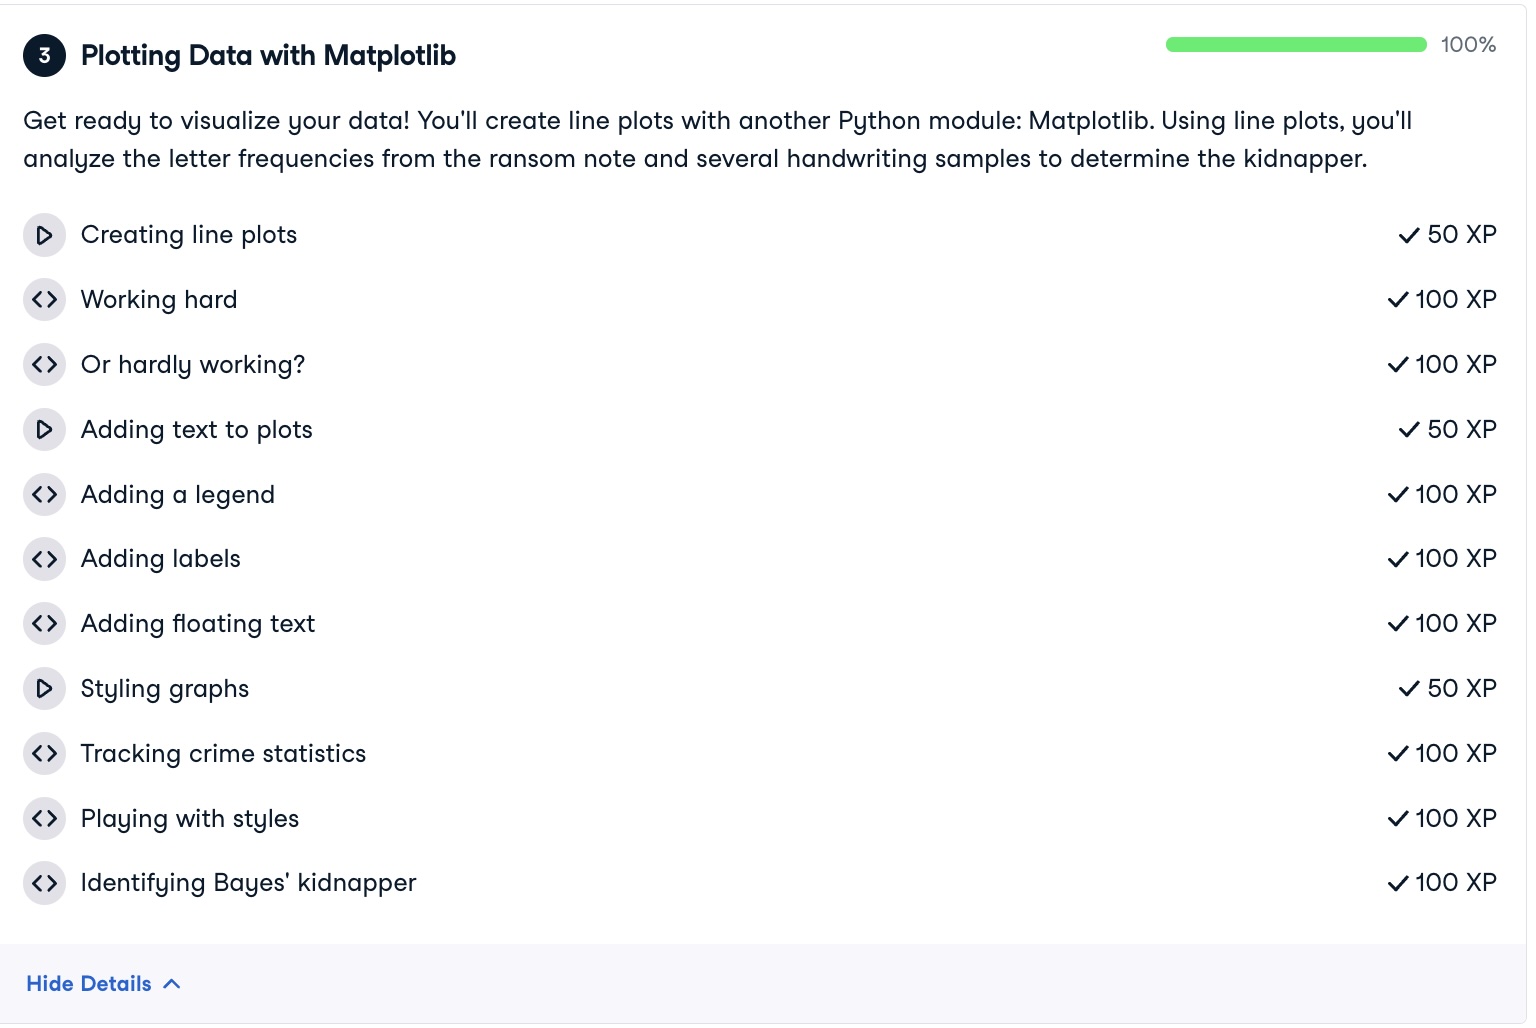 3 Plotting Data with Matplotlib 100%
Get ready to visualize your data! You'll create line plots with another Python module: Matplotlib. Using line plots, you'll
analyze the letter frequencies from the ransom note and several handwriting samples to determine the kidnapper.
Creating line plots 50 XP
Working hard 100 XP
Or hardly working? 100 XP
Adding text to plots 50 XP
Adding a legend 100 XP
Adding labels 100 XP
Adding floating text 100 XP
Styling graphs 50 XP
Tracking crime statistics 100 XP
Playing with styles 100 XP
Identifying Bayes' kidnapper 100 XP
Hide Details